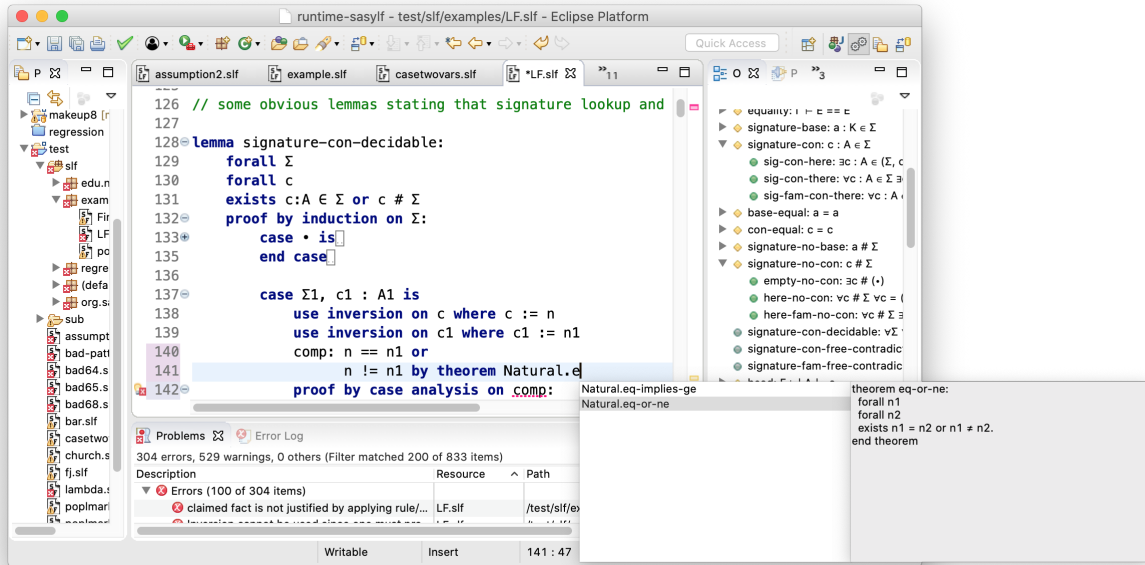 runtime-sasylf - test/slf/examples/LF.slf - Eclipse Platform
Quick Access
P
makeup8
regression
test
slf
edu.n
exam
Fir
LF
po
regre
(defa
org.sa
sub
assumpt
bad-patt
bad64.s
bad65.s
bad68.s
bar.slf
casetwo
church.s
fj.slf
lambda.s
poplmar
assumption2.slf
example.slf
casetwovars.slf
*LF.slf
»11
126 // some obvious lemmas stating that signature lookup and
127
128 lemma signature-con-decidable:
129 forall Σ
130 forall c
131 exists c:A ∈ Σ or c # Σ
132 proof by induction on Σ:
133 case • is
135 end case
136
137 case Σ1, c1 : A1 is
138 use inversion on c where c := n
139 use inversion on c1 where c1 := n1
140 comp: n == n1 or
141 n != n1 by theorem Natural.e
142 proof by case analysis on comp:
O
P
»3
equality: Γ ⊢ E == E
signature-base: a : K ∈ Σ
signature-con: c : A ∈ Σ
sig-con-here: ∃c : A ∈ (Σ, c
sig-con-there: ∀c : A ∈ Σ ∃c
sig-fam-con-there: ∀c : A
base-equal: a = a
con-equal: c = c
signature-no-base: a # Σ
signature-no-con: c # Σ
empty-no-con: ∃c # (•)
here-no-con: ∀c # Σ ∀c = (
here-fam-no-con: ∀c # Σ ∃
signature-con-decidable: ∀Σ
signature-con-free-contradic
signature-con-free-contradic
Natural.eq-implies-ge
Natural.eq-or-ne
theorem eq-or-ne:
forall n1
forall n2
exists n1 = n2 or n1 ≠ n2.
end theorem
Problems
Error Log
304 errors, 529 warnings, 0 others (Filter matched 200 of 833 items)
Description
Resource
Path
Errors (100 of 304 items)
claimed fact is not justified by applying rule/...
LF.slf
/test/slf/ex
Writable
Insert
141 : 47